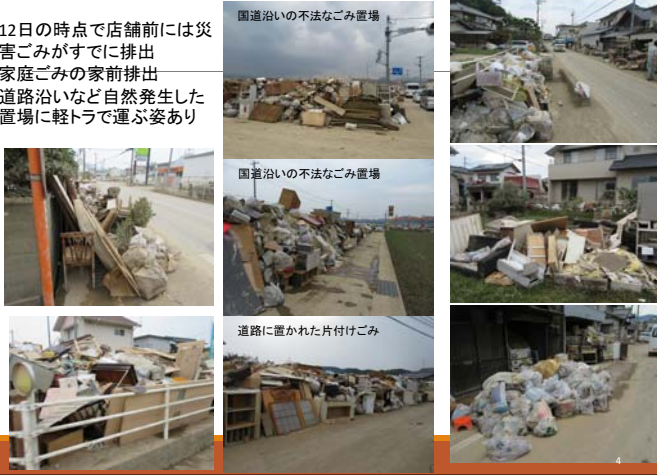 12日の時点で店舗前には災
害ごみがすでに排出
家庭ごみの家前排出
道路沿いなど自然発生した
置場に軽トラで運ぶ姿あり
国道沿いの不法なごみ置場
国道沿いの不法なごみ置場
道路に置かれた片付けごみ
4